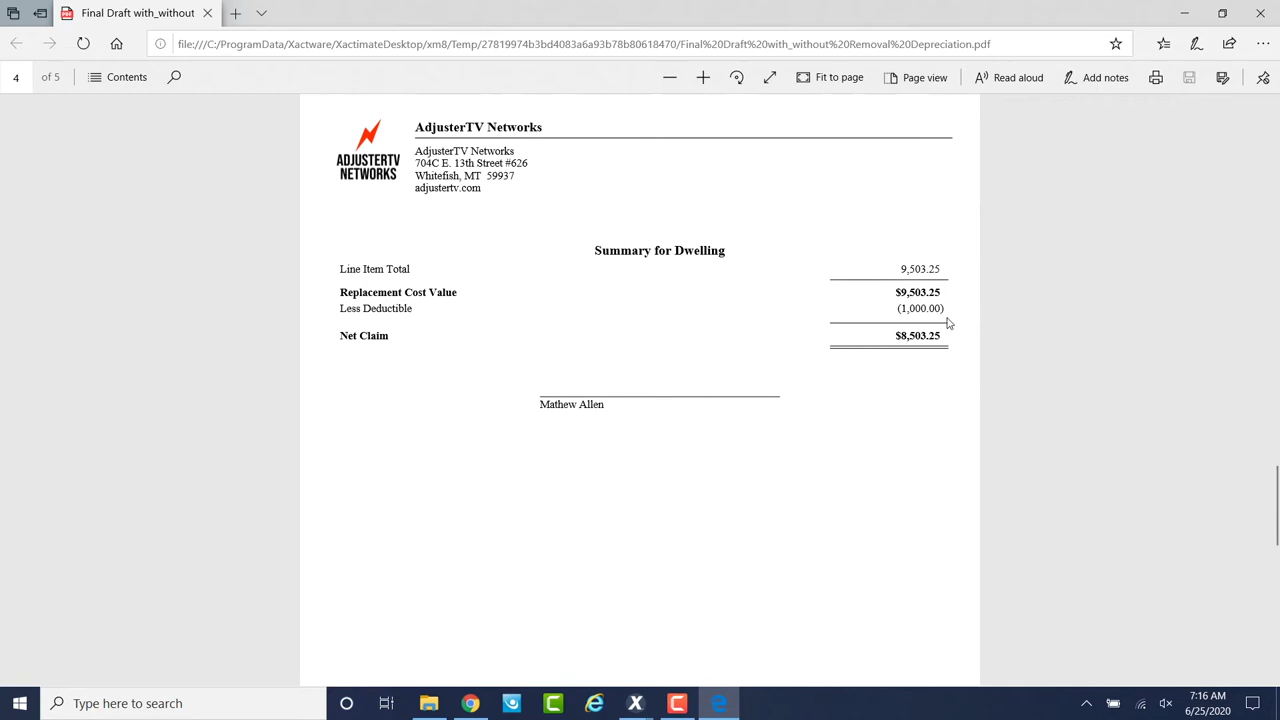 Final Draft with_without
file:///C:/ProgramData/Xactware/XactimateDesktop/xm8/Temp/27819974b3bd4083a6a93b78b80618470/Final%20Draft%20with_without%20Removal%20Depreciation.pdf
4 of 5 Contents Fit to page Page view Read aloud Add notes
ADJUSTERTV
NETWORKS
AdjusterTV Networks
AdjusterTV Networks
704C E. 13th Street #626
Whitefish, MT 59937
adjustertv.com
Summary for Dwelling
Line Item Total 9,503.25
Replacement Cost Value $9,503.25
Less Deductible (1,000.00)
Net Claim $8,503.25
Mathew Allen
Type here to search
7:16 AM
6/25/2020